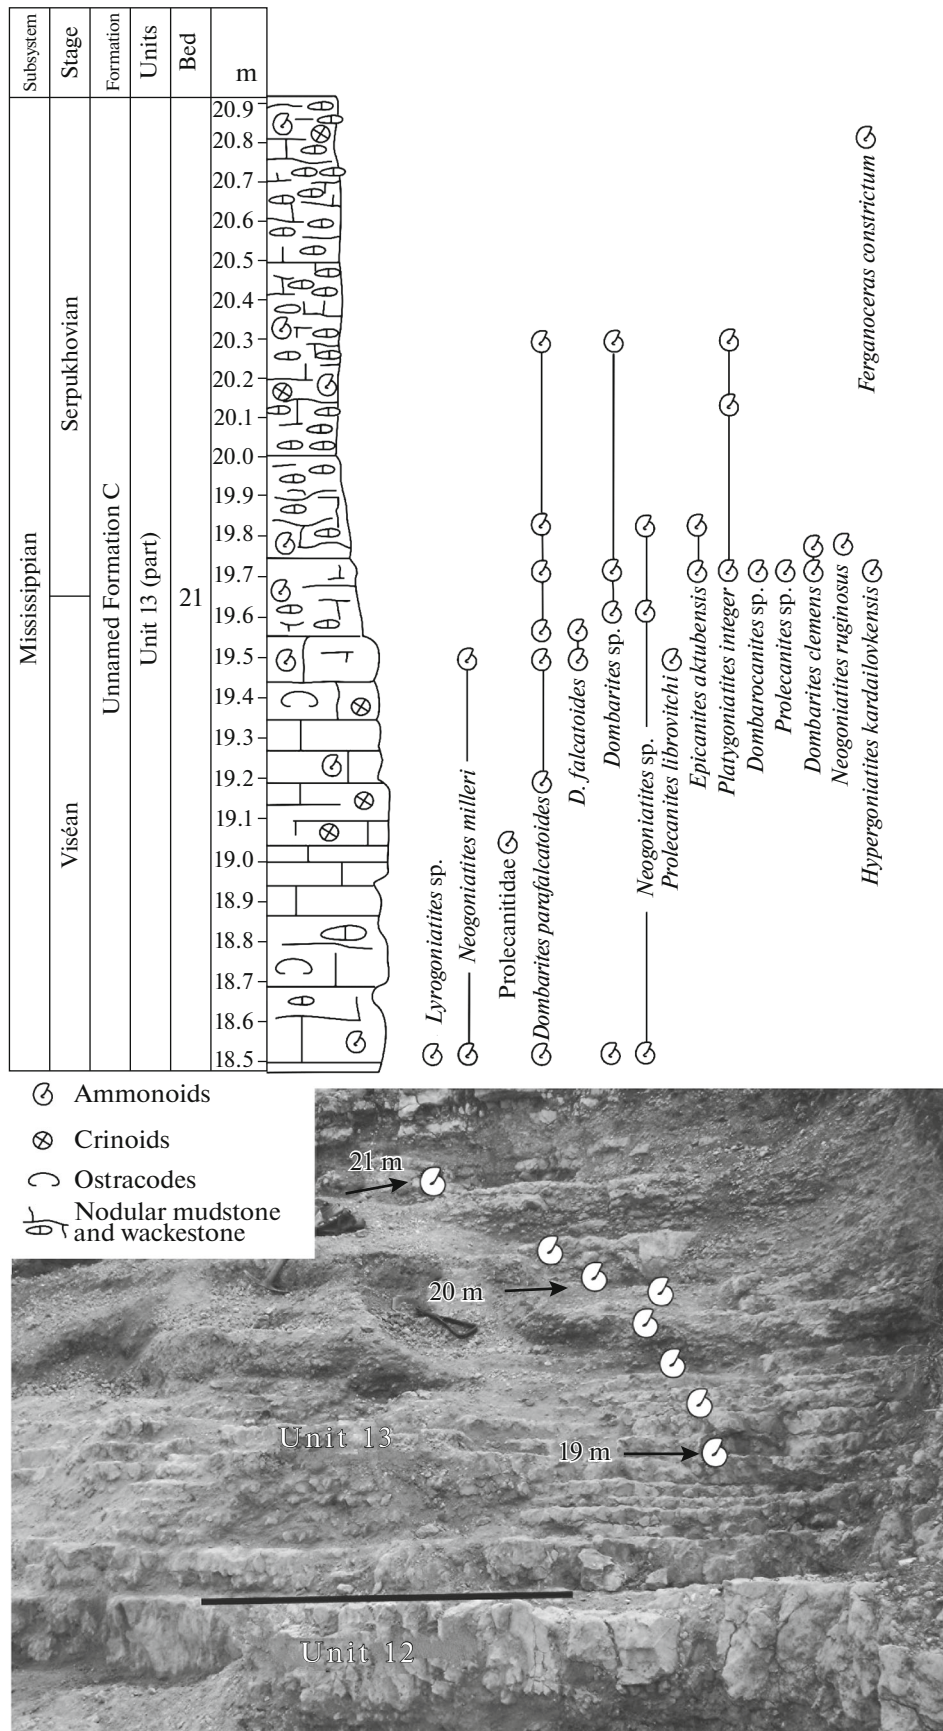 Subsystem
Stage
Formation
Units
Bed
m
Mississippian
Serpukhovian
Viséan
Unnamed Formation C
Unit 13 (part)
21
20.9
20.8
20.7
20.6
20.5
20.4
20.3
20.2
20.1
20.0
19.9
19.8
19.7
19.6
19.5
19.4
19.3
19.2
19.1
19.0
18.9
18.8
18.7
18.6
18.5
Lyrogoniatites sp.
Neogoniatites milleri
Prolecanitidae
Dombarites parafalcatoides
D. falcatoides
Dombarites sp.
Neogoniatites sp.
Prolecanites librovitchi
Epicanites aktubensis
Platygoniatites integer
Dombarocanites sp.
Prolecanites sp.
Dombarites clemens
Neogoniatites ruginosus
Hypergoniatites kardailovkensis
Ferganoceras constrictum
Ammonoids
Crinoids
Ostracodes
Nodular mudstone
and wackestone
21 m
20 m
Unit 13
19 m
Unit 12